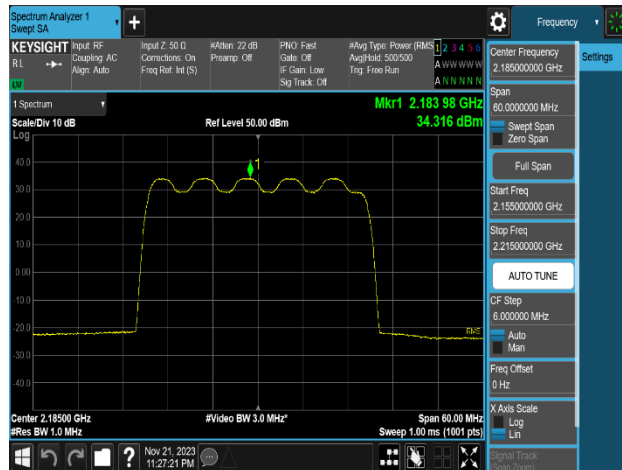 Spectrum Analyzer 1
Swept SA
+
Frequency
KEYSIGHT
RL
Input: RF
Coupling: AC
Align: Auto
Input Z: 50 Ω
Corrections: On
Freq Ref: Int (S)
#Atten: 22 dB
Preamp: Off
PNO: Fast
Gate: Off
IF Gain: Low
Sig Track: Off
#Avg Type: Power (RMS
Avg|Hold: 500/500
Trig: Free Run
1 2 3 4 5 6
A W W W W W
A N N N N N
1 Spectrum
Scale/Div 10 dB
Log
Ref Level 50.00 dBm
Mkr1 2.183 98 GHz
34.316 dBm
40.0
30.0
20.0
10.0
0.00
-10.0
-20.0
-30.0
-40.0
1
RMS
Center 2.18500 GHz
#Res BW 1.0 MHz
#Video BW 3.0 MHz*
Span 60.00 MHz
Sweep 1.00 ms (1001 pts)
Nov 21, 2023
11:27:21 PM
?
Center Frequency
2.185000000 GHz
Span
60.0000000 MHz
Swept Span
Zero Span
Full Span
Start Freq
2.155000000 GHz
Stop Freq
2.215000000 GHz
AUTO TUNE
CF Step
6.000000 MHz
Auto
Man
Freq Offset
0 Hz
X Axis Scale
Log
Lin
Signal Track
(Span Zoom)
Settings